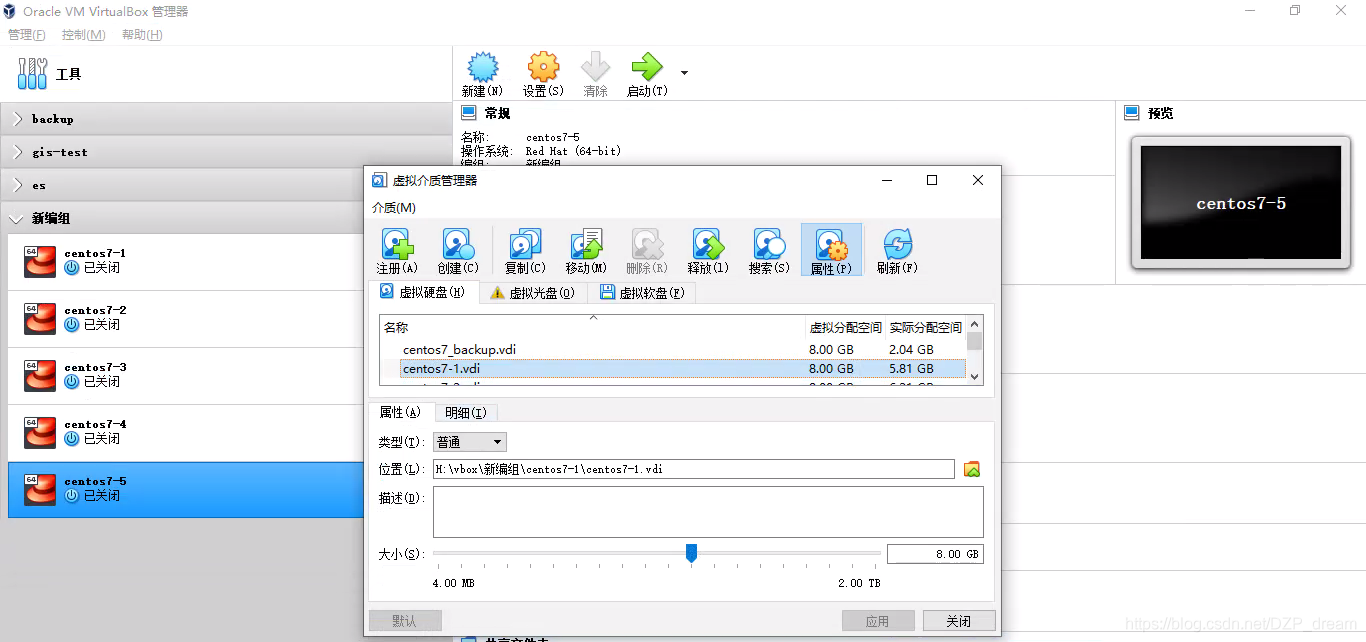 Oracle VM VirtualBox 管理器
管理(F) 控制(M) 帮助(H)
工具
新建(N) 设置(S) 清除 启动(T)
backup
gis-test
es
新编组
64
centos7-1
已关闭
64
centos7-2
已关闭
64
centos7-3
已关闭
64
centos7-4
已关闭
64
centos7-5
已关闭
常规
名称: centos7-5
操作系统: Red Hat (64-bit)
编组: 新编组
预览
centos7-5
虚拟介质管理器
介质(M)
注册(A) 创建(C) 复制(C) 移动(M) 删除(R) 释放(l) 搜索(S) 属性(P) 刷新(F)
虚拟硬盘(H) 虚拟光盘(O) 虚拟软盘(F)
名称 虚拟分配空间 实际分配空间
centos7_backup.vdi 8.00 GB 2.04 GB
centos7-1.vdi 8.00 GB 5.81 GB
属性(A) 明细(I)
类型(T): 普通
位置(L): H:\vbox\新编组\centos7-1\centos7-1.vdi
描述(D):
大小(S): 8.00 GB
4.00 MB 2.00 TB
默认 应用 关闭
共享文件夹
https://blog.csdn.net/DZP_dream